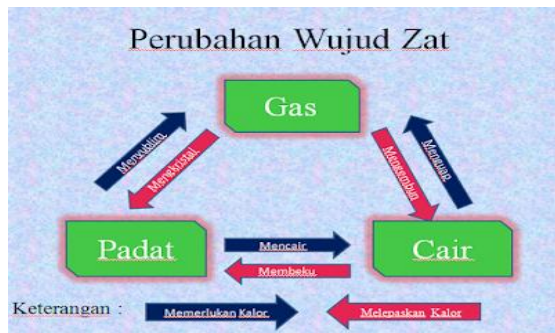 Perubahan Wujud Zat
Gas
Menyublim
Mengkristal
Mengembun
Menguap
Padat
Mencair
Membeku
Cair
Keterangan :
Memerlukan Kalor
Melepaskan Kalor